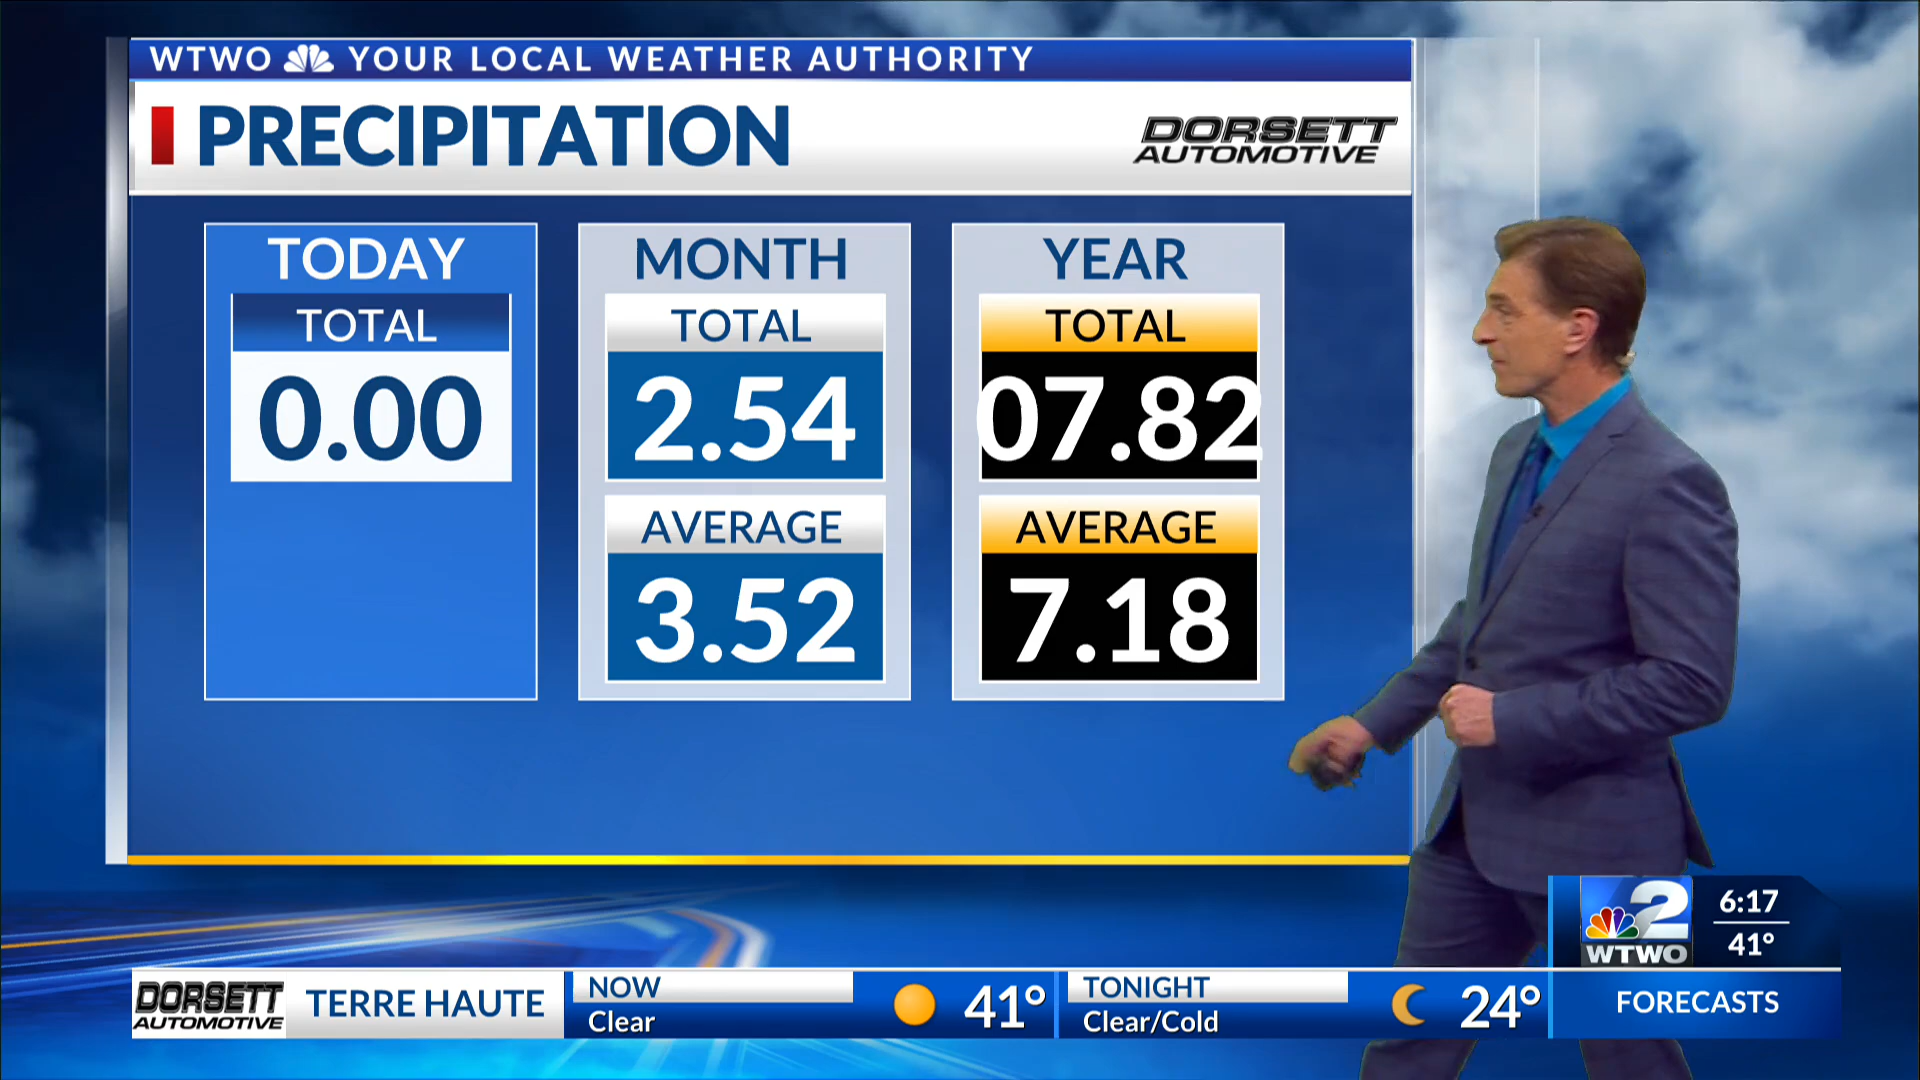 WTWO YOUR LOCAL WEATHER AUTHORITY
PRECIPITATION
DORSETT
AUTOMOTIVE
TODAY
TOTAL
0.00
MONTH
TOTAL
2.54
AVERAGE
3.52
YEAR
TOTAL
07.82
AVERAGE
7.18
2
WTWO
6:17
41°
DORSETT
AUTOMOTIVE
TERRE HAUTE
NOW
Clear
41°
TONIGHT
Clear/Cold
24°
FORECASTS